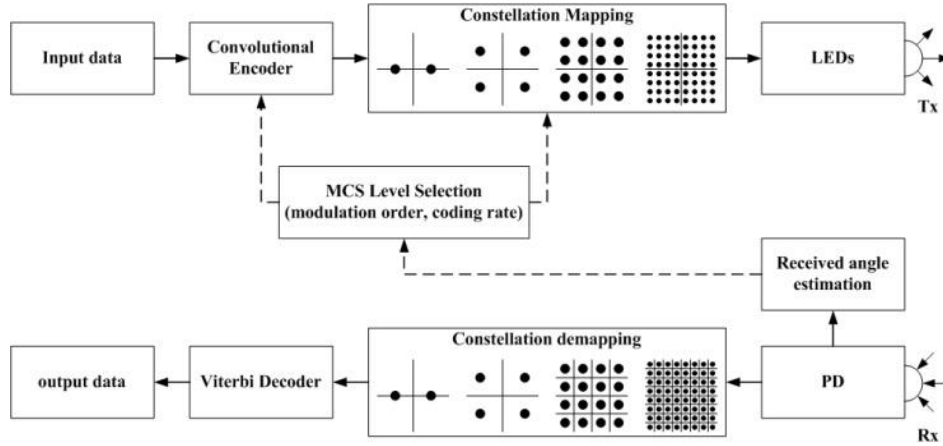 Constellation Mapping
Input data
Convolutional
Encoder
LEDs
Tx
MCS Level Selection
(modulation order, coding rate)
Received angle
estimation
Constellation demapping
output data
Viterbi Decoder
PD
Rx